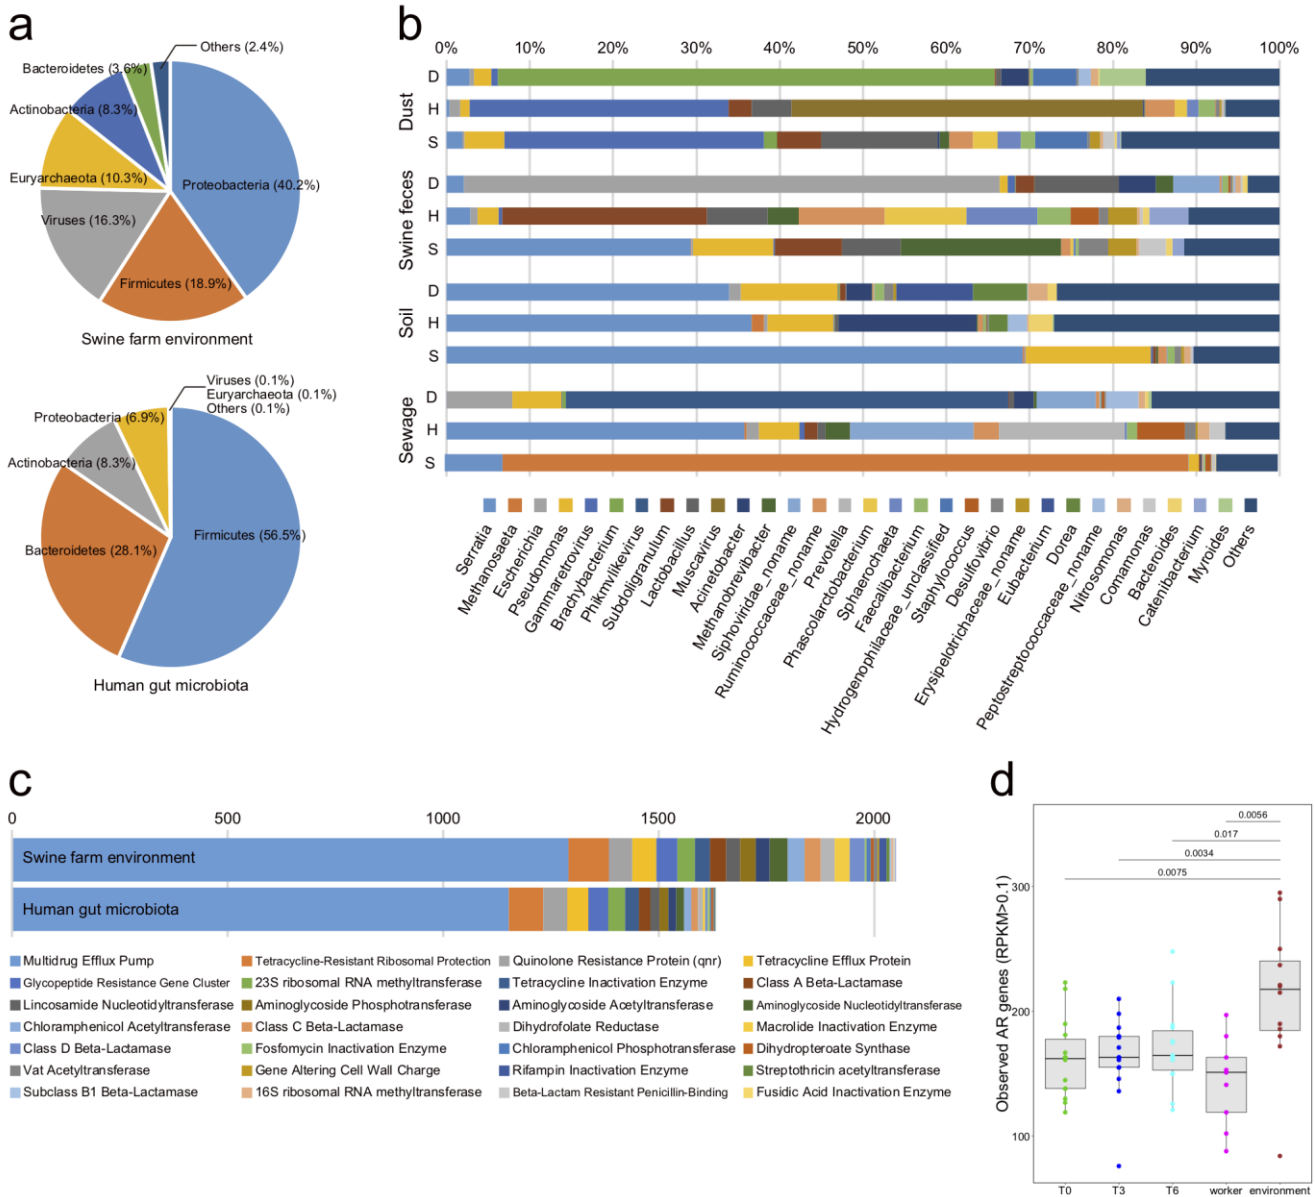 a
Others (2.4%)
Bacteroidetes (3.6%)
Actinobacteria (8.3%)
Euryarchaeota (10.3%)
Proteobacteria (40.2%)
Viruses (16.3%)
Firmicutes (18.9%)
Swine farm environment
Viruses (0.1%)
Euryarchaeota (0.1%)
Others (0.1%)
Proteobacteria (6.9%)
Actinobacteria (8.3%)
Firmicutes (56.5%)
Bacteroidetes (28.1%)
Human gut microbiota
b
0% 10% 20% 30% 40% 50% 60% 70% 80% 90% 100%
Dust
D
H
S
Swine feces
D
H
S
Soil
D
H
S
Sewage
D
H
S
Serratia
Methanosaeta
Escherichia
Pseudomonas
Gammaretrovirus
Brachybacterium
Phikmvlikevirus
Subdoligranulum
Lactobacillus
Muscavirus
Acinetobacter
Methanobrevibacter
Siphoviridae_noname
Ruminococcaceae_noname
Prevotella
Phascolarctobacterium
Sphaerochaeta
Faecalibacterium
Hydrogenophilaceae_unclassified
Staphylococcus
Desulfovibrio
Erysipelotrichaceae_noname
Eubacterium
Dorea
Peptostreptococcaceae_noname
Nitrosomonas
Comamonas
Bacteroides
Catenibacterium
Myroides
Others
c
0 500 1000 1500 2000
Swine farm environment
Human gut microbiota
Multidrug Efflux Pump Tetracycline-Resistant Ribosomal Protection Quinolone Resistance Protein (qnr) Tetracycline Efflux Protein
Glycopeptide Resistance Gene Cluster 23S ribosomal RNA methyltransferase Tetracycline Inactivation Enzyme Class A Beta-Lactamase
Lincosamide Nucleotidyltransferase Aminoglycoside Phosphotransferase Aminoglycoside Acetyltransferase Aminoglycoside Nucleotidyltransferase
Chloramphenicol Acetyltransferase Class C Beta-Lactamase Dihydrofolate Reductase Macrolide Inactivation Enzyme
Class D Beta-Lactamase Fosfomycin Inactivation Enzyme Chloramphenicol Phosphotransferase Dihydropteroate Synthase
Vat Acetyltransferase Gene Altering Cell Wall Charge Rifampin Inactivation Enzyme Streptothricin acetyltransferase
Subclass B1 Beta-Lactamase 16S ribosomal RNA methyltransferase Beta-Lactam Resistant Penicillin-Binding Fusidic Acid Inactivation Enzyme
d
Observed AR genes (RPKM>0.1)
0.0056
0.017
0.0034
0.0075
300
200
100
T0 T3 T6 worker environment